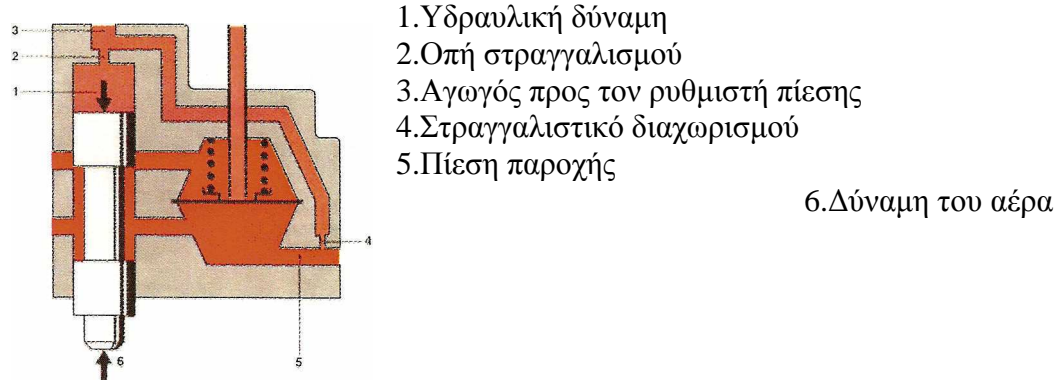 1.Υδραυλική δύναμη
2.Οπή στραγγαλισμού
3.Αγωγός προς τον ρυθμιστή πίεσης
4.Στραγγαλιστικό διαχωρισμού
5.Πίεση παροχής
6.Δύναμη του αέρα
3
2
1
4
6
5